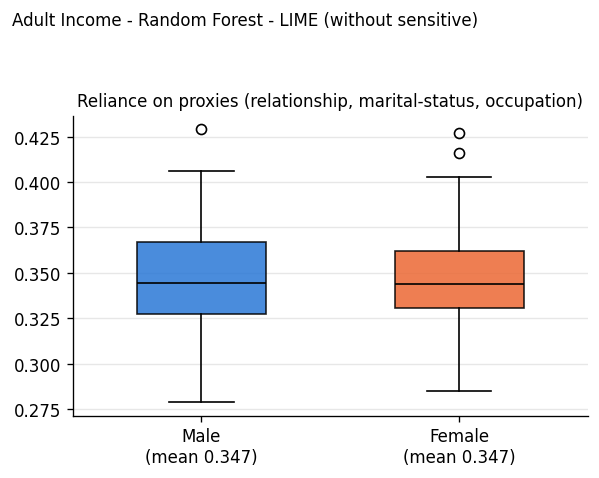 Adult Income - Random Forest - LIME (without sensitive)
Reliance on proxies (relationship, marital-status, occupation)
0.425
0.400
0.375
0.350
0.325
0.300
0.275
Male
(mean 0.347)
Female
(mean 0.347)